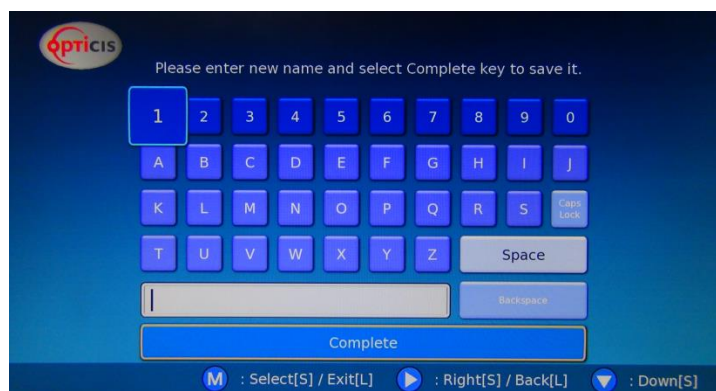 OPTICIS
Please enter new name and select Complete key to save it.
1 2 3 4 5 6 7 8 9 0
A B C D E F G H I J
K L M N O P Q R S Caps Lock
T U V W X Y Z Space
Backspace
Complete
M : Select[S] / Exit[L] : Right[S] / Back[L] : Down[S]